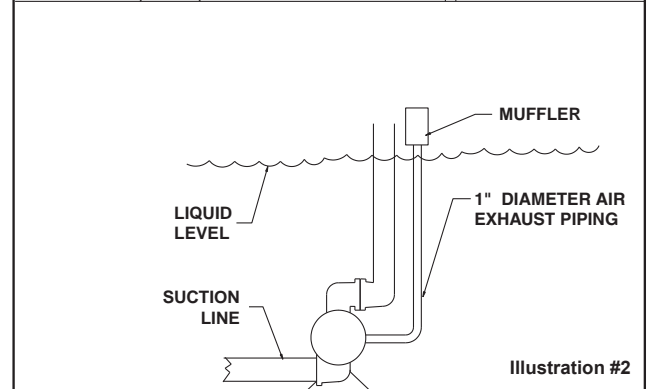 MUFFLER
1" DIAMETER AIR
EXHAUST PIPING
LIQUID
LEVEL
SUCTION
LINE
Illustration #2